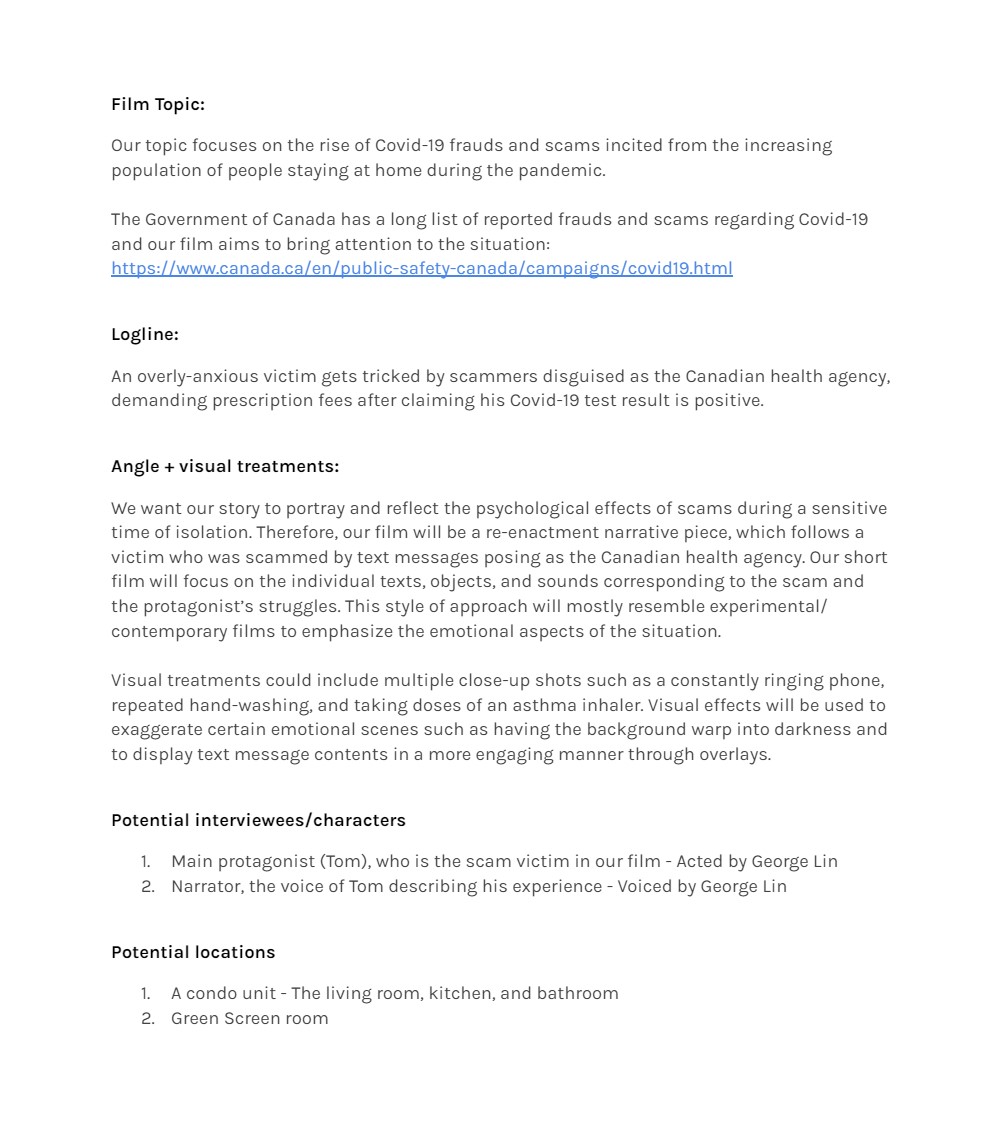 Film Topic:
Our topic focuses on the rise of Covid-19 frauds and scams incited from the increasing
population of people staying at home during the pandemic.
The Government of Canada has a long list of reported frauds and scams regarding Covid-19
and our film aims to bring attention to the situation:
https://www.canada.ca/en/public-safety-canada/campaigns/covid19.html
Logline:
An overly-anxious victim gets tricked by scammers disguised as the Canadian health agency,
demanding prescription fees after claiming his Covid-19 test result is positive.
Angle + visual treatments:
We want our story to portray and reflect the psychological effects of scams during a sensitive
time of isolation. Therefore, our film will be a re-enactment narrative piece, which follows a
victim who was scammed by text messages posing as the Canadian health agency. Our short
film will focus on the individual texts, objects, and sounds corresponding to the scam and
the protagonist’s struggles. This style of approach will mostly resemble experimental/
contemporary films to emphasize the emotional aspects of the situation.
Visual treatments could include multiple close-up shots such as a constantly ringing phone,
repeated hand-washing, and taking doses of an asthma inhaler. Visual effects will be used to
exaggerate certain emotional scenes such as having the background warp into darkness and
to display text message contents in a more engaging manner through overlays.
Potential interviewees/characters
1. Main protagonist (Tom), who is the scam victim in our film - Acted by George Lin
2. Narrator, the voice of Tom describing his experience - Voiced by George Lin
Potential locations
1. A condo unit - The living room, kitchen, and bathroom
2. Green Screen room